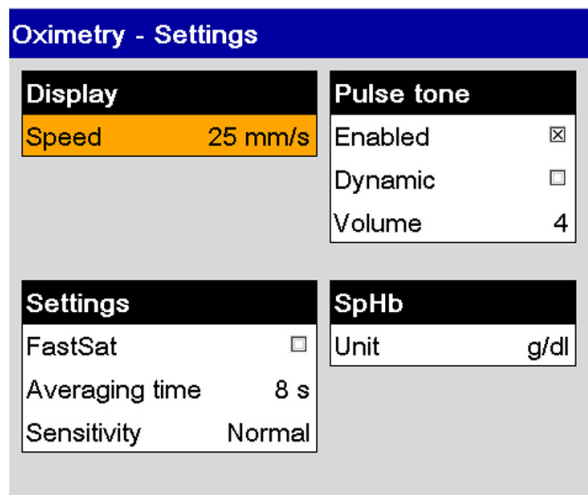 Oximetry - Settings
Display
Speed 25 mm/s
Pulse tone
Enabled
Dynamic
Volume 4
Settings
FastSat
Averaging time 8 s
Sensitivity Normal
SpHb
Unit g/dl